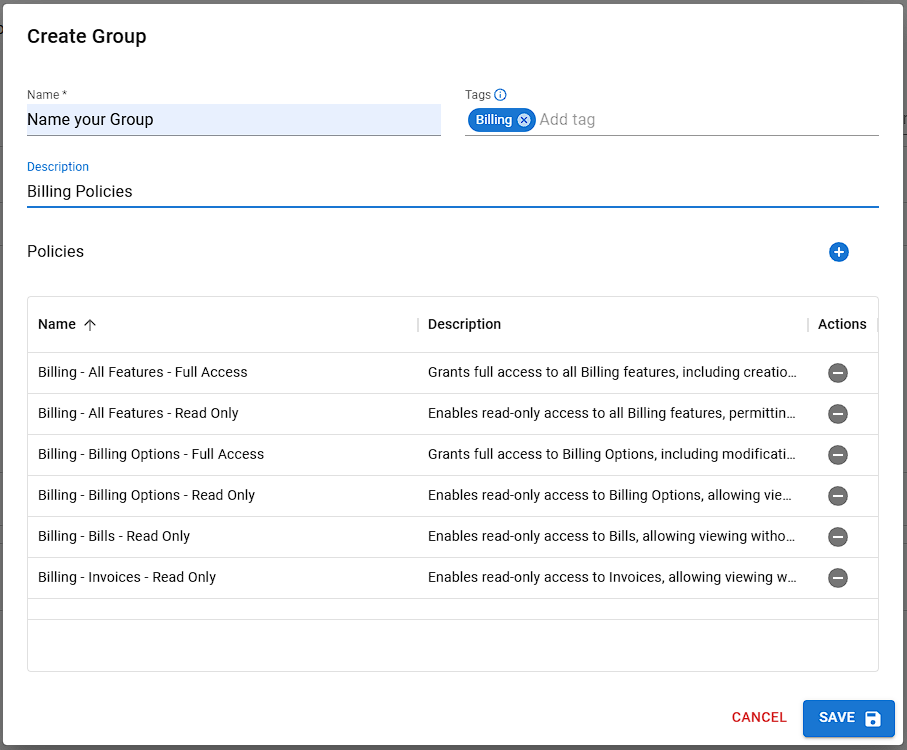 Create Group
Name *
Tags
Name your Group
Billing
Add tag
Description
Billing Policies
Policies
Name
Description
Actions
Billing - All Features - Full Access
Grants full access to all Billing features, including creatio...
Billing - All Features - Read Only
Enables read-only access to all Billing features, permittin...
Billing - Billing Options - Full Access
Grants full access to Billing Options, including modificati...
Billing - Billing Options - Read Only
Enables read-only access to Billing Options, allowing vie...
Billing - Bills - Read Only
Enables read-only access to Bills, allowing viewing witho...
Billing - Invoices - Read Only
Enables read-only access to Invoices, allowing viewing w...
CANCEL
SAVE